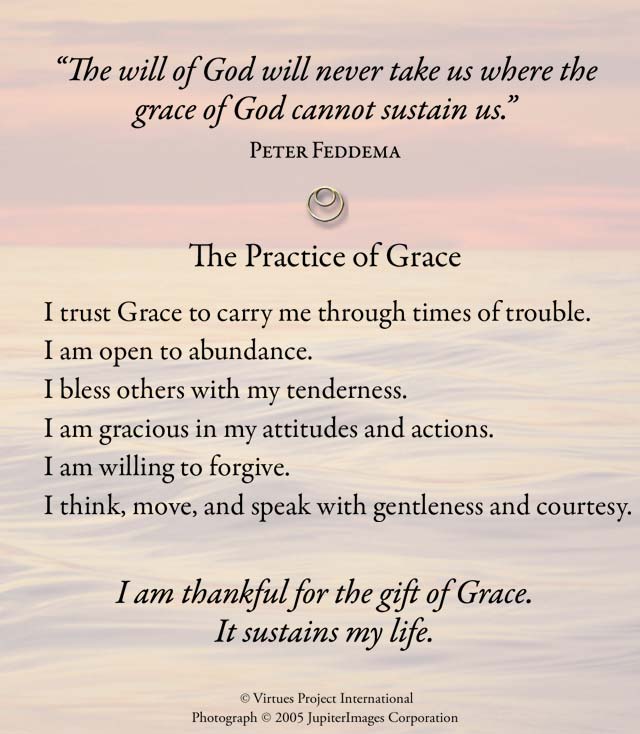 “The will of God will never take us where the
grace of God cannot sustain us.”
Peter Feddema
The Practice of Grace
I trust Grace to carry me through times of trouble.
I am open to abundance.
I bless others with my tenderness.
I am gracious in my attitudes and actions.
I am willing to forgive.
I think, move, and speak with gentleness and courtesy.
I am thankful for the gift of Grace.
It sustains my life.
© Virtues Project International
Photograph © 2005 JupiterImages Corporation